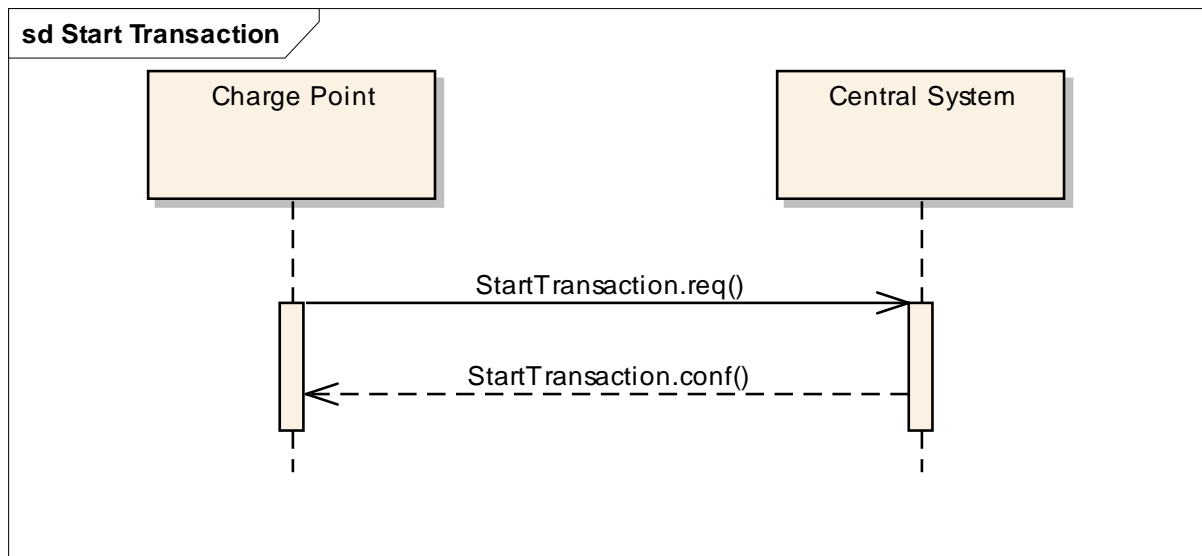 sd Start Transaction
Charge Point
Central System
StartTransaction.req()
StartTransaction.conf()